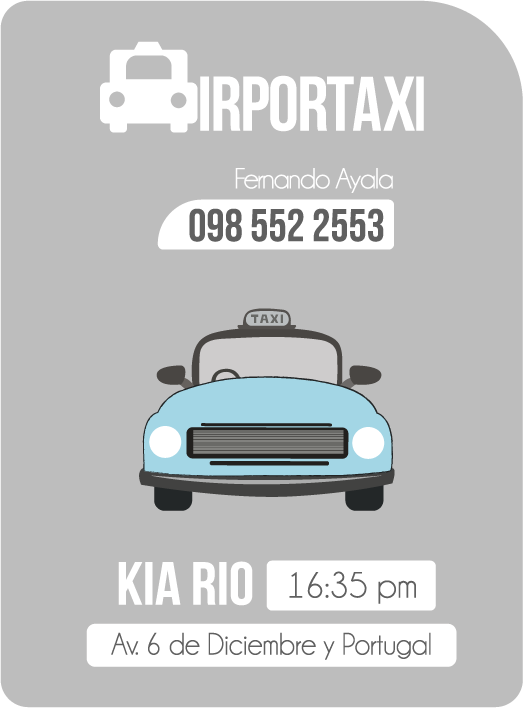 IRPORTAXI
Fernando Ayala
098 552 2553
TAXI
KIA RIO 16:35 pm
Av. 6 de Diciembre y Portugal